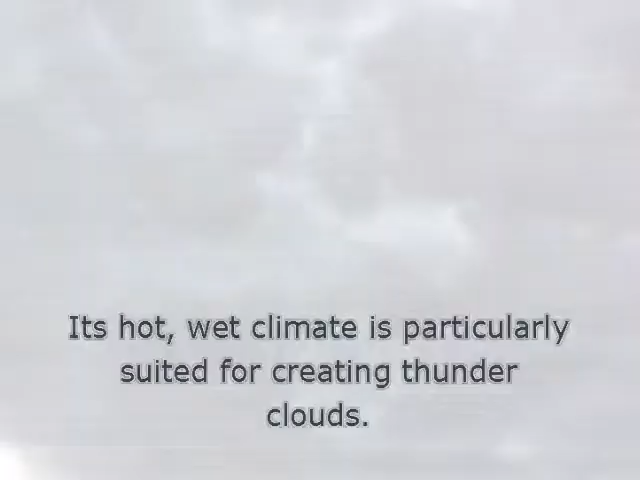 Its hot, wet climate is particularly
suited for creating thunder
clouds.